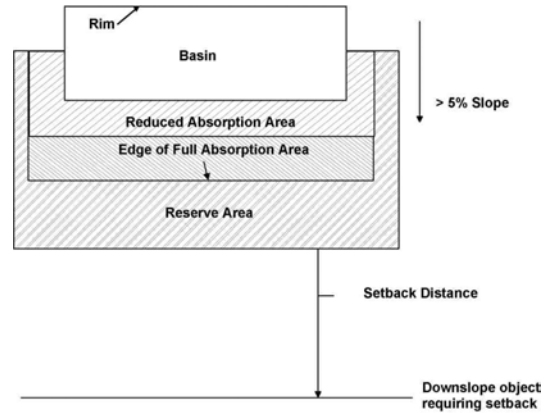 Rim
Basin
> 5% Slope
Reduced Absorption Area
Edge of Full Absorption Area
Reserve Area
Setback Distance
Downslope object
requiring setback